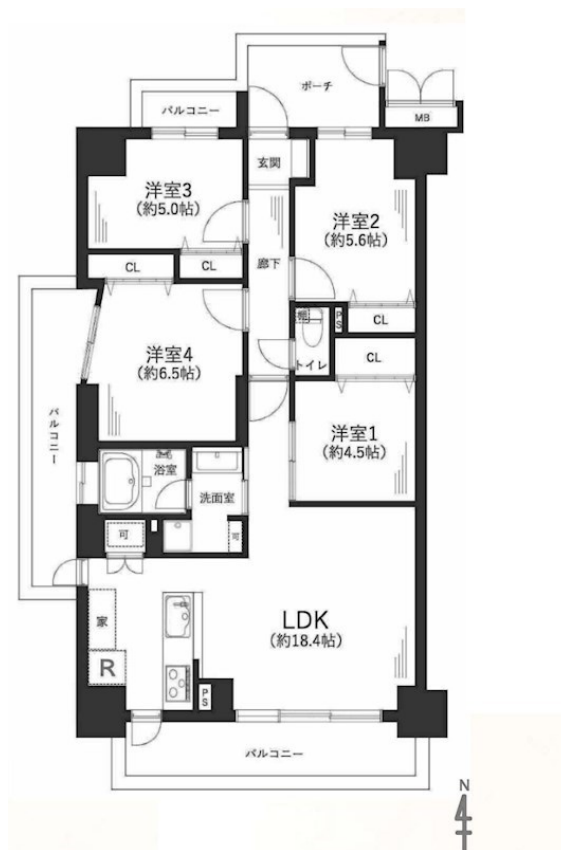 ポーチ
バルコニー
MB
玄関
洋室3
(約5.0帖)
洋室2
(約5.6帖)
廊下
CL
CL
CL
棚
PS
トイレ
洋室4
(約6.5帖)
CL
洋室1
(約4.5帖)
バルコニー
浴室
洗面室
可
可
家
R
LDK
(約18.4帖)
PS
バルコニー
N